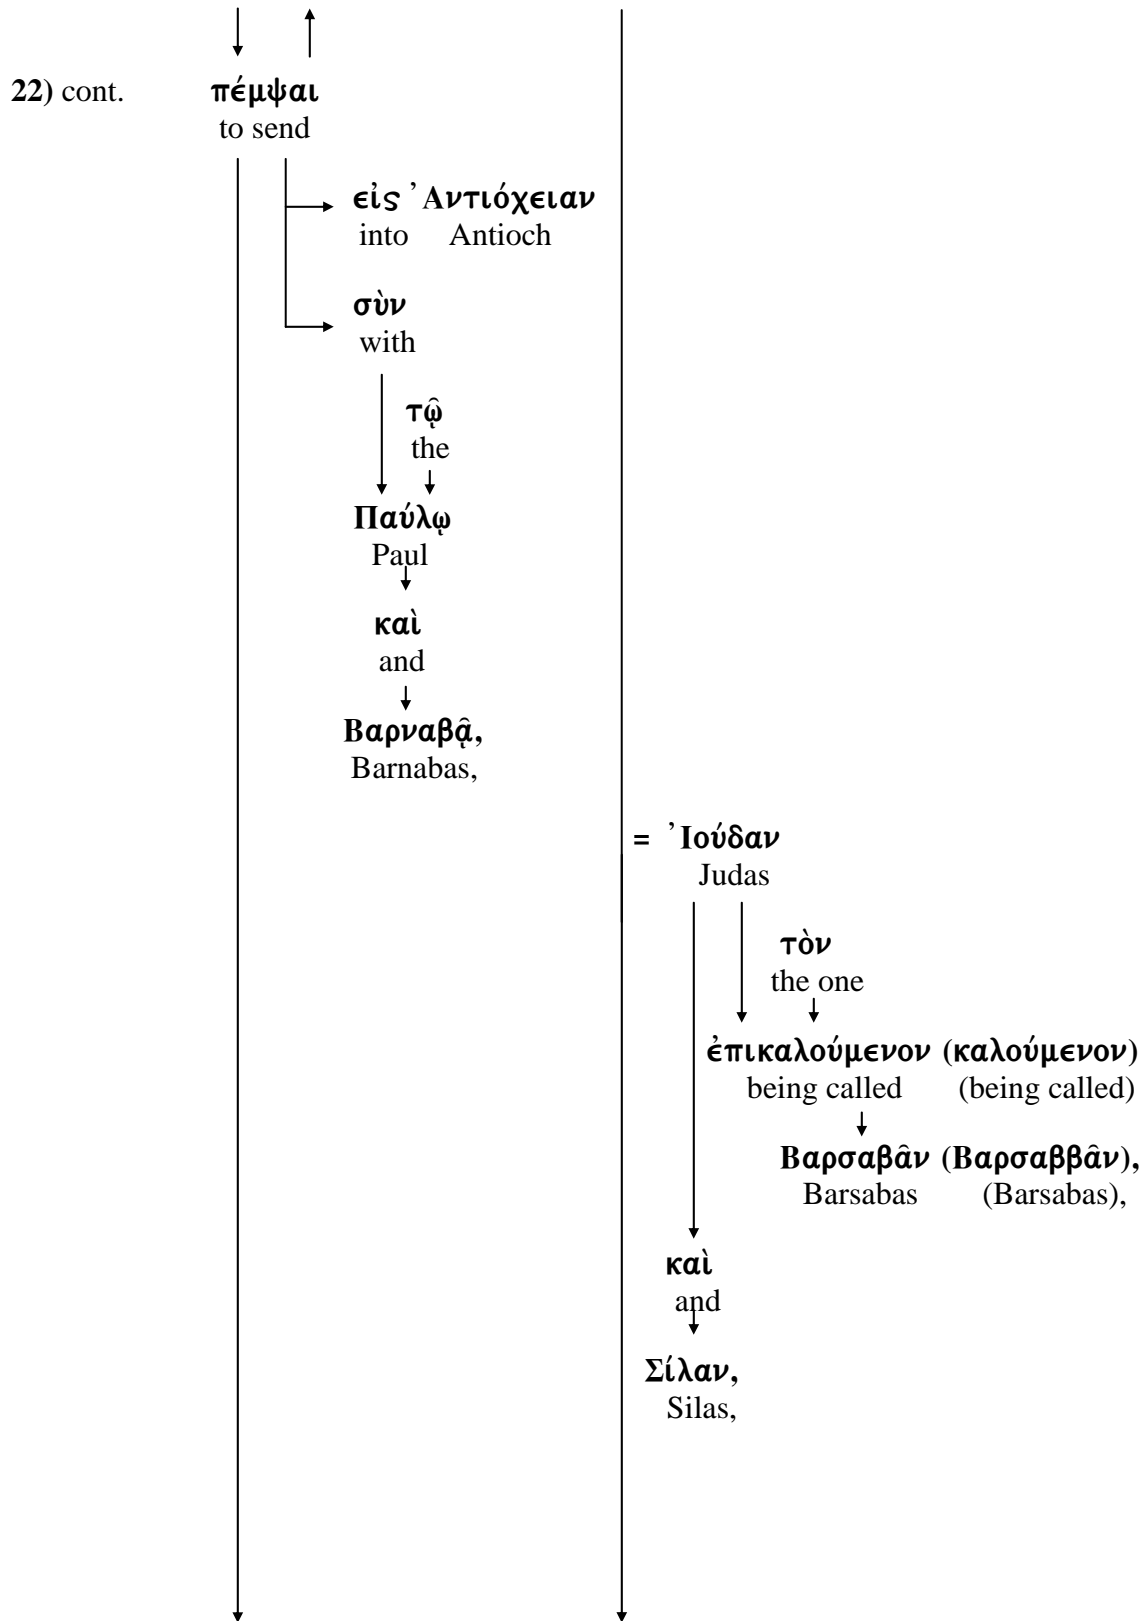 22) cont. πέμψαι
to send
εἰς Ἀντιόχειαν
into Antioch
σὺν
with
τῷ
the
Παύλῳ
Paul
καὶ
and
Βαρναβᾷ,
Barnabas,
= Ἰούδαν
Judas
τὸν
the one
ἐπικαλούμενον (καλούμενον)
being called (being called)
Βαρσαβᾶν (Βαρσαββᾶν),
Barsabas (Barsabas),
καὶ
and
Σίλαν,
Silas,